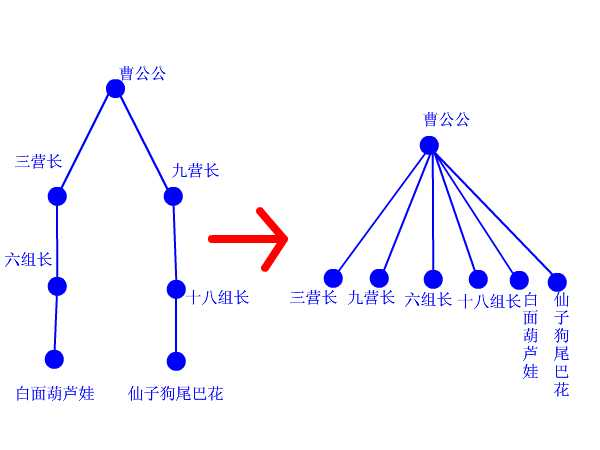 曹公公
三营长
九营长
六组长
十八组长
白面葫芦娃
仙子狗尾巴花
曹公公
三营长
九营长
六组长
十八组长
白面葫芦娃
仙子狗尾巴花